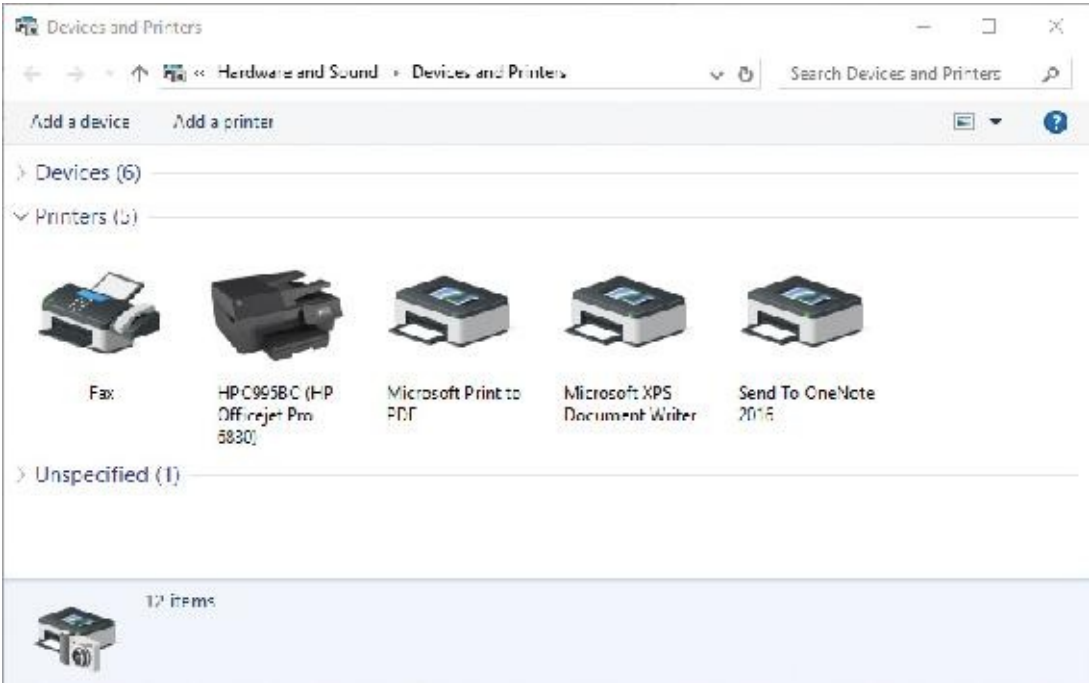 Devices and Printers
« Hardware and Sound › Devices and Printers
Search Devices and Printers
Add a device Add a printer
Devices (6)
Printers (5)
Fax
HPC995BC (HP
Officejet Pro
6830)
Microsoft Print to
PDF
Microsoft XPS
Document Writer
Send To OneNote
2016
Unspecified (1)
12 items